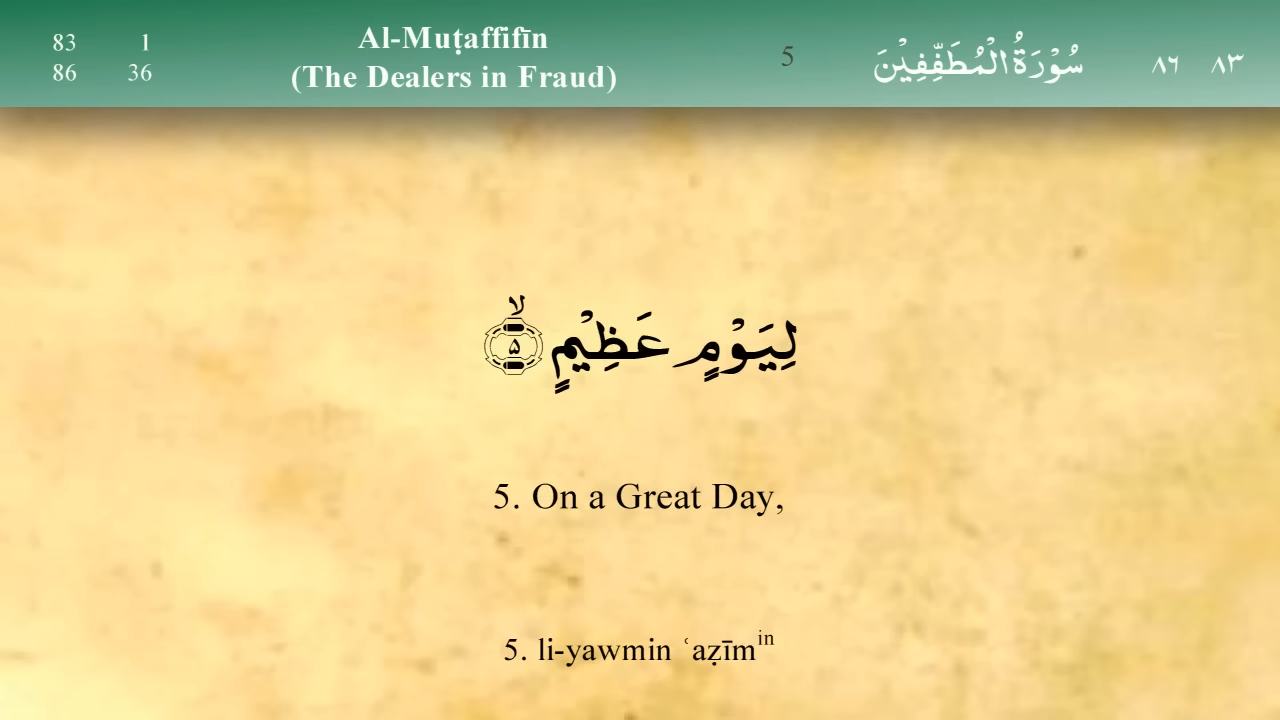 83 1
86 36
Al-Muṭaffifīn
(The Dealers in Fraud)
5
سُوْرَةُ الْمُطَفِّفِيْنَ
٨٣ ٨٦
لِيَوْمٍ عَظِيْمٍ ۙ‏۵
5. On a Great Day,
5. li-yawmin ʿaẓīmin